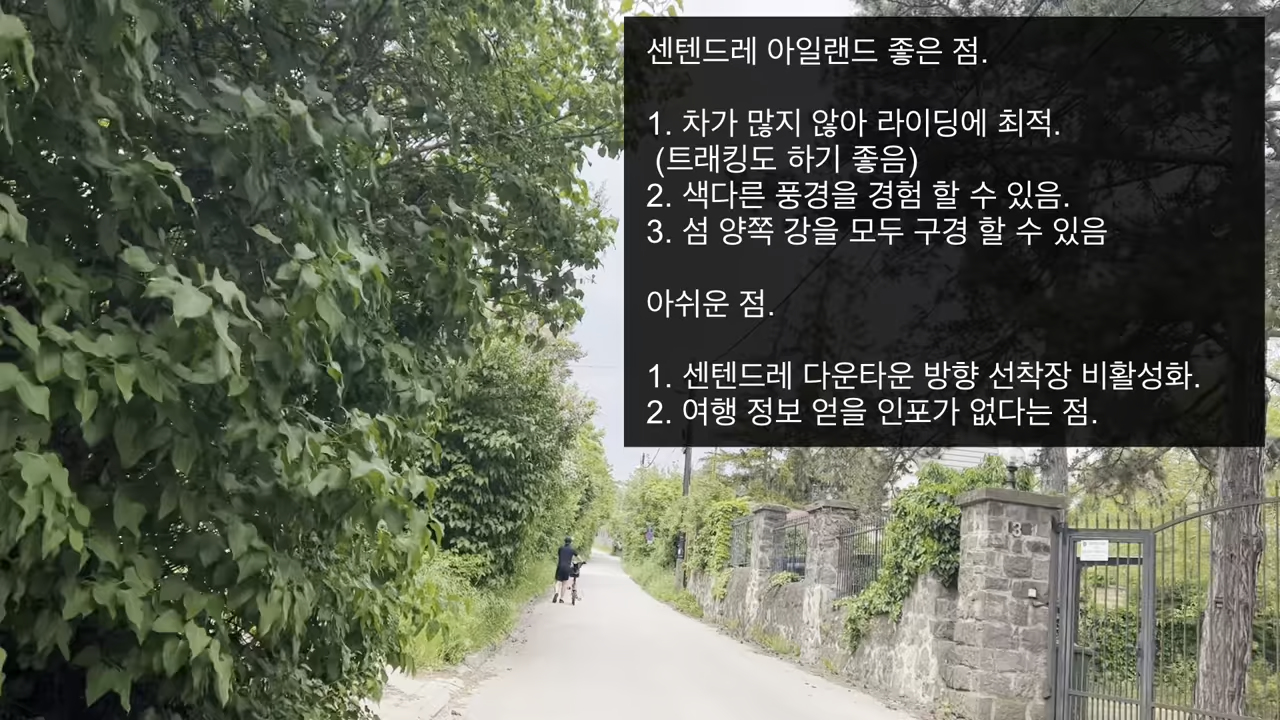 센텐드레 아일랜드 좋은 점.
1. 차가 많지 않아 라이딩에 최적.
(트래킹도 하기 좋음)
2. 색다른 풍경을 경험 할 수 있음.
3. 섬 양쪽 강을 모두 구경 할 수 있음
아쉬운 점.
1. 센텐드레 다운타운 방향 선착장 비활성화.
2. 여행 정보 얻을 인포가 없다는 점.
3